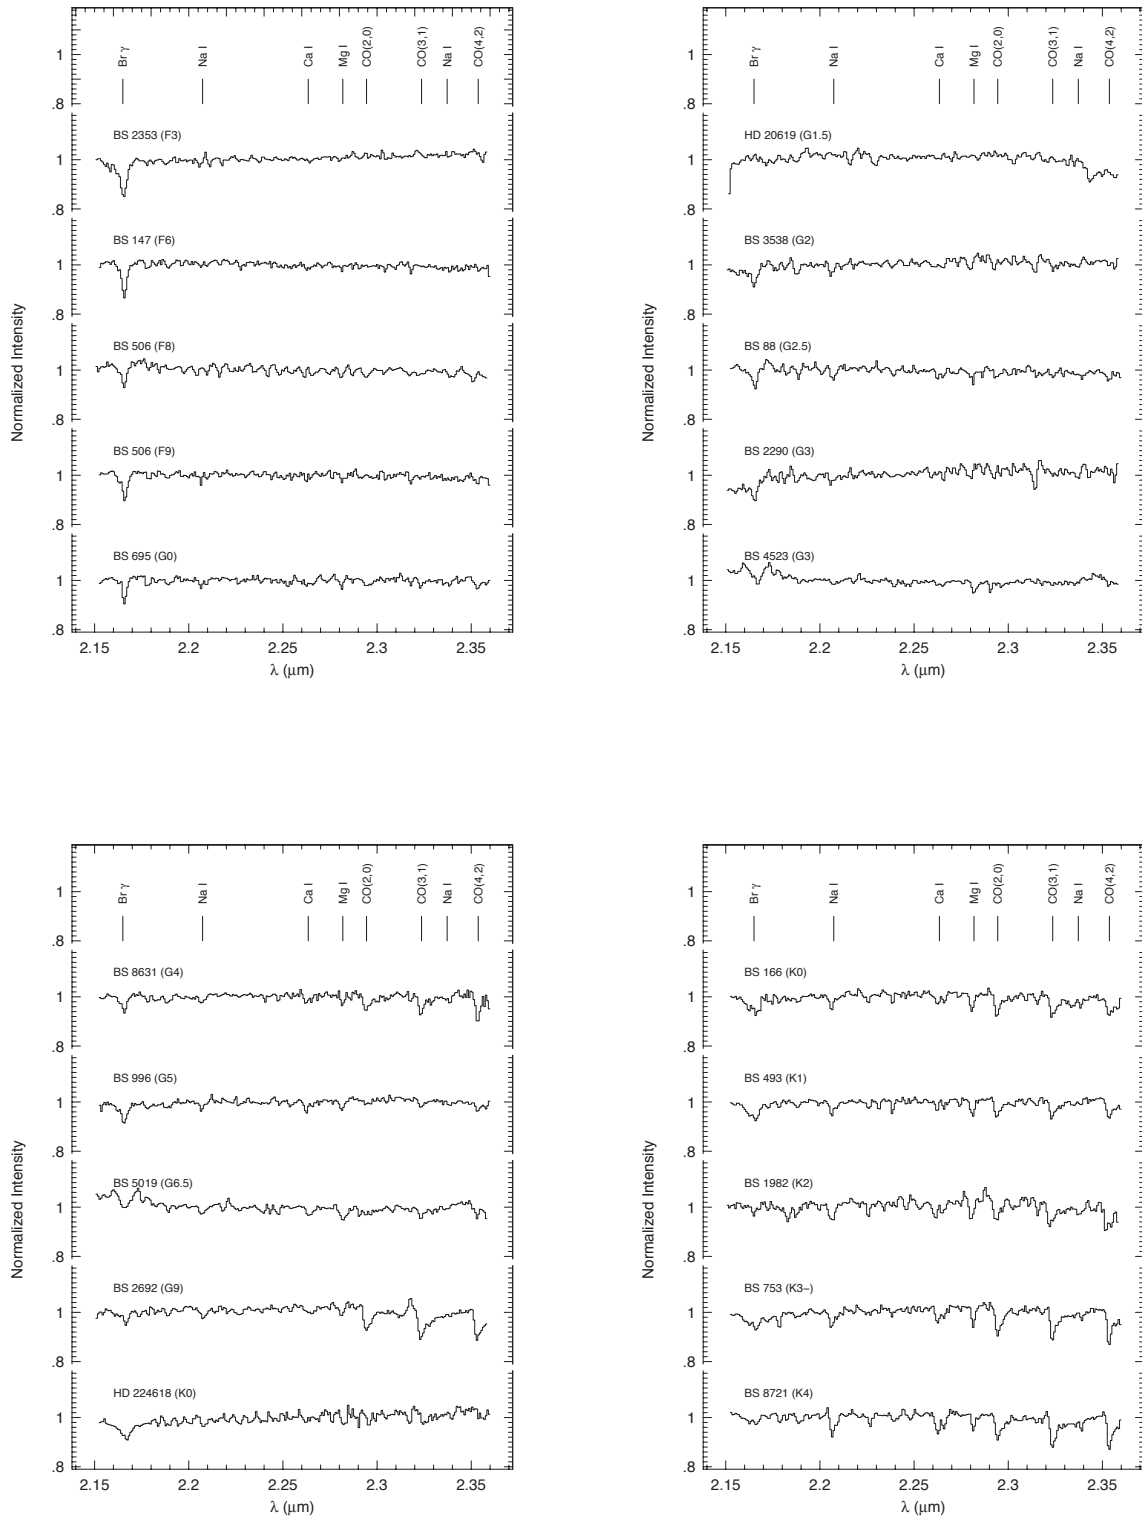 Br γ
Na I
Ca I
Mg I
CO(2,0)
CO(3,1)
Na I
CO(4,2)
1
.8
BS 2353 (F3)
1
.8
BS 147 (F6)
1
.8
BS 506 (F8)
1
.8
BS 506 (F9)
1
.8
BS 695 (G0)
1
.8
Normalized Intensity
2.15 2.2 2.25 2.3 2.35
λ (μm)
Br γ
Na I
Ca I
Mg I
CO(2,0)
CO(3,1)
Na I
CO(4,2)
1
.8
HD 20619 (G1.5)
1
.8
BS 3538 (G2)
1
.8
BS 88 (G2.5)
1
.8
BS 2290 (G3)
1
.8
BS 4523 (G3)
1
.8
Normalized Intensity
2.15 2.2 2.25 2.3 2.35
λ (μm)
Br γ
Na I
Ca I
Mg I
CO(2,0)
CO(3,1)
Na I
CO(4,2)
1
.8
BS 8631 (G4)
1
.8
BS 996 (G5)
1
.8
BS 5019 (G6.5)
1
.8
BS 2692 (G9)
1
.8
HD 224618 (K0)
1
.8
Normalized Intensity
2.15 2.2 2.25 2.3 2.35
λ (μm)
Br γ
Na I
Ca I
Mg I
CO(2,0)
CO(3,1)
Na I
CO(4,2)
1
.8
BS 166 (K0)
1
.8
BS 493 (K1)
1
.8
BS 1982 (K2)
1
.8
BS 753 (K3−)
1
.8
BS 8721 (K4)
1
.8
Normalized Intensity
2.15 2.2 2.25 2.3 2.35
λ (μm)